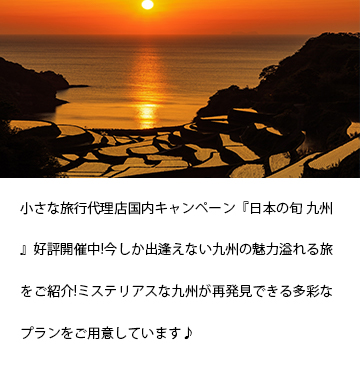 小さな旅行代理店国内キャンペーン『日本の旬 九州
』好評開催中!今しか出逢えない九州の魅力溢れる旅
をご紹介!ミステリアスな九州が再発見できる多彩な
プランをご用意しています♪